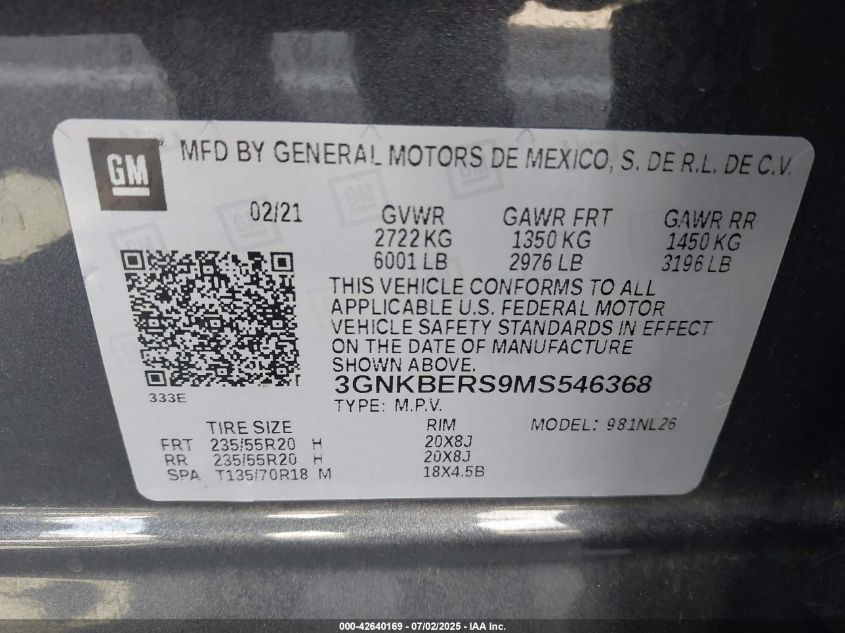 GM
MFD BY GENERAL MOTORS DE MEXICO, S. DE R.L. DE C.V.
02/21 GVWR GAWR FRT GAWR RR
2722 KG 1350 KG 1450 KG
6001 LB 2976 LB 3196 LB
THIS VEHICLE CONFORMS TO ALL
APPLICABLE U.S. FEDERAL MOTOR
VEHICLE SAFETY STANDARDS IN EFFECT
ON THE DATE OF MANUFACTURE
SHOWN ABOVE.
3GNKBERS9MS546368
333E
TYPE: M.P.V.
TIRE SIZE RIM MODEL: 981NL26
FRT 235/55R20 H 20X8J
RR 235/55R20 H 20X8J
SPA T135/70R18 M 18X4.5B
000-42640169 - 07/02/2025 - IAA Inc.